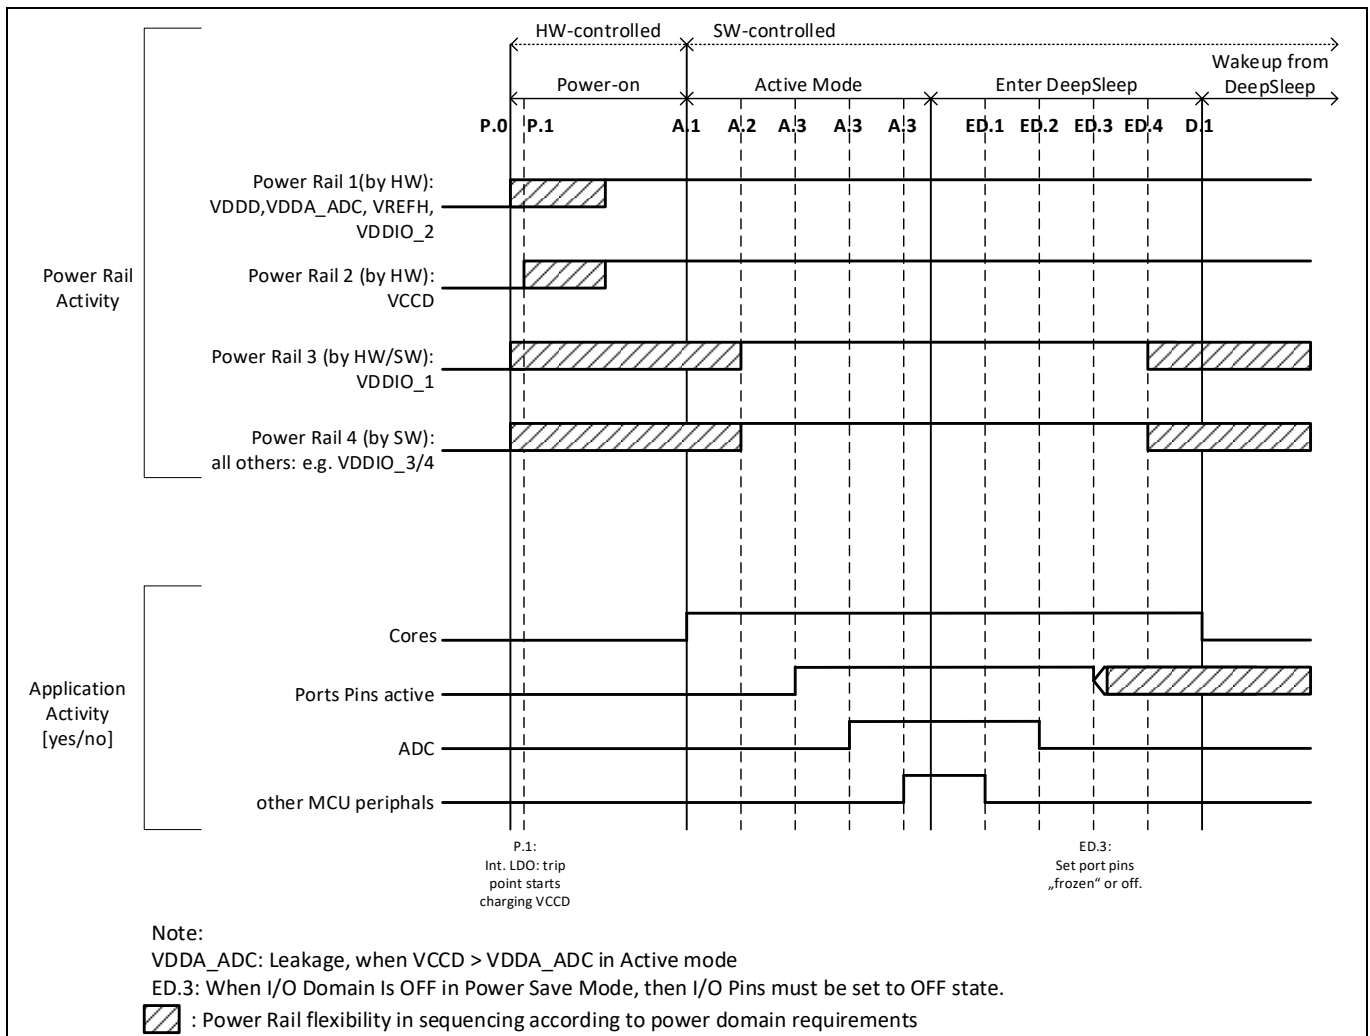 HW-controlled
SW-controlled
Power-on
Active Mode
Enter DeepSleep
Wakeup from
DeepSleep
P.0 P.1 A.1 A.2 A.3 A.3 A.3 ED.1 ED.2 ED.3 ED.4 D.1
Power Rail
Activity
Power Rail 1(by HW):
VDDD,VDDA_ADC, VREFH,
VDDIO_2
Power Rail 2 (by HW):
VCCD
Power Rail 3 (by HW/SW):
VDDIO_1
Power Rail 4 (by SW):
all others: e.g. VDDIO_3/4
Application
Activity
[yes/no]
Cores
Ports Pins active
ADC
other MCU periphals
P.1:
Int. LDO: trip
point starts
charging VCCD
ED.3:
Set port pins
„frozen“ or off.
Note:
VDDA_ADC: Leakage, when VCCD > VDDA_ADC in Active mode
ED.3: When I/O Domain Is OFF in Power Save Mode, then I/O Pins must be set to OFF state.
: Power Rail flexibility in sequencing according to power domain requirements